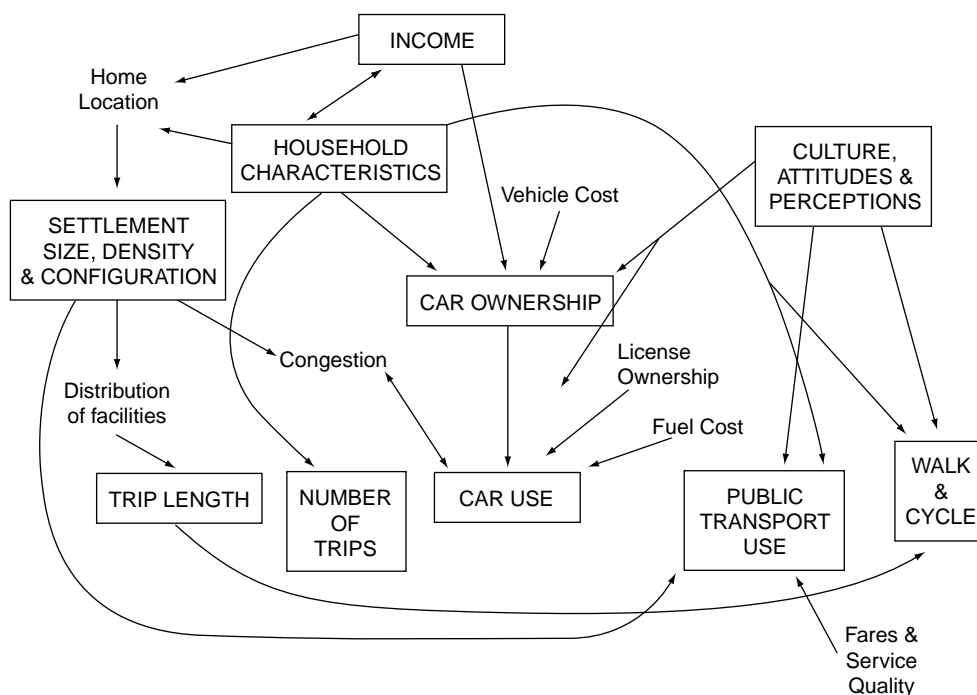 INCOME
Home
Location
HOUSEHOLD
CHARACTERISTICS
CULTURE,
ATTITUDES &
PERCEPTIONS
Vehicle Cost
SETTLEMENT
SIZE, DENSITY
& CONFIGURATION
CAR OWNERSHIP
Congestion
License
Ownership
Distribution
of facilities
Fuel Cost
TRIP LENGTH
NUMBER
OF
TRIPS
CAR USE
PUBLIC
TRANSPORT
USE
WALK
&
CYCLE
Fares &
Service
Quality